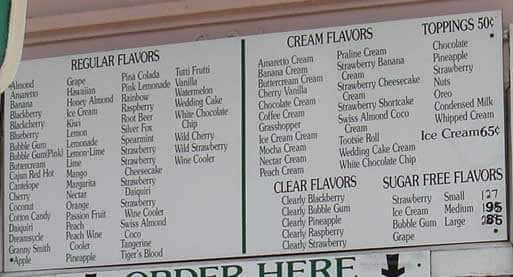 REGULAR FLAVORS
Almond
Amaretto
Banana
Blackberry
Blackcherry
Blueberry
Bubble Gum
Bubble Gum(Pink)
Buttercream
Cajun Red Hot
Cantelope
Cherry
Coconut
Cotton Candy
Daiquiri
Dreamsycle
Granny Smith
Apple
Grape
Hawaiian
Honey Almond
Ice Cream
Kiwi
Lemon
Lemonade
Lemon-Lime
Lime
Mango
Margarita
Nectar
Orange
Passion Fruit
Peach
Peach Wine
Cooler
Pineapple
Pina Colada
Pink Lemonade
Rainbow
Raspberry
Root Beer
Silver Fox
Spearmint
Strawberry
Strawberry
Cheesecake
Strawberry
Daiquiri
Strawberry
Wine Cooler
Swiss Almond
Coco
Tangerine
Tiger's Blood
Tutti Frutti
Vanilla
Watermelon
Wedding Cake
White Chocolate
Chip
Wild Cherry
Wild Strawberry
Wine Cooler
CREAM FLAVORS
Amaretto Cream
Banana Cream
Buttercream Cream
Cherry Vanilla
Chocolate Cream
Coffee Cream
Grasshopper
Ice Cream Cream
Mocha Cream
Nectar Cream
Peach Cream
Praline Cream
Strawberry Banana
Cream
Strawberry Cheesecake
Cream
Strawberry Shortcake
Swiss Almond Coco
Cream
Tootsie Roll
Wedding Cake Cream
White Chocolate Chip
TOPPINGS 50¢
Chocolate
Pineapple
Strawberry
Nuts
Oreo
Condensed Milk
Whipped Cream
Ice Cream 65¢
CLEAR FLAVORS
Clearly Blackberry
Clearly Bubble Gum
Clearly Pineapple
Clearly Raspberry
Clearly Strawberry
SUGAR FREE FLAVORS
Strawberry
Ice Cream
Bubble Gum
Grape
Small
Medium
Large
ORDER HERE